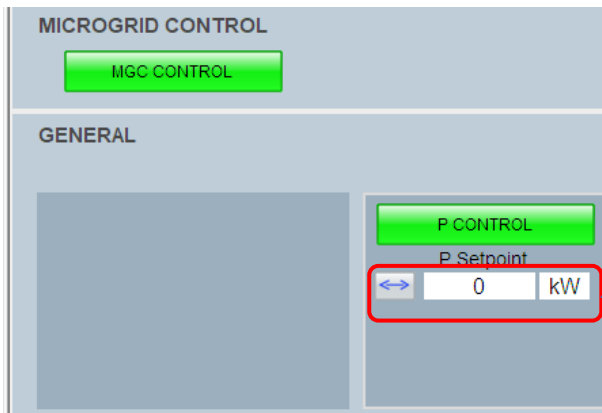 MICROGRID CONTROL
MGC CONTROL
GENERAL
P CONTROL
P Setpoint
<--> 0 kW